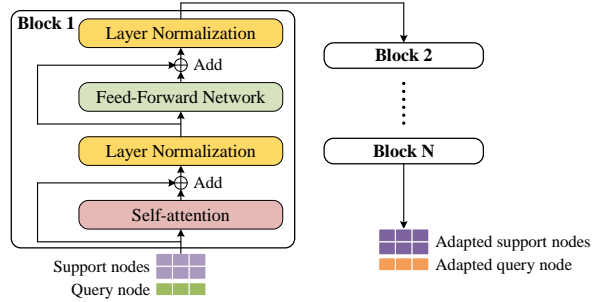 Block 1
Layer Normalization
Add
Feed-Forward Network
Layer Normalization
Add
Self-attention
Support nodes
Query node
Block 2
Block N
Adapted support nodes
Adapted query node